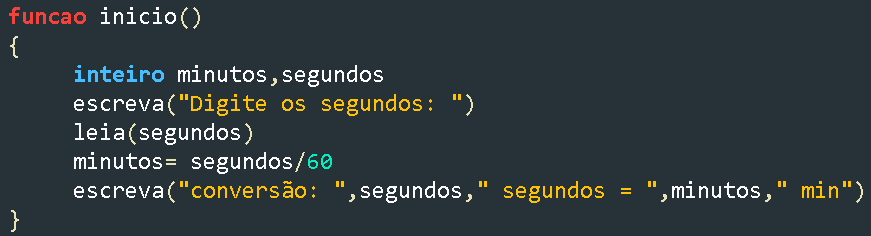 funcao inicio()
{
inteiro minutos,segundos
escreva("Digite os segundos: ")
leia(segundos)
minutos= segundos/60
escreva("conversão: ",segundos," segundos = ",minutos," min")
}